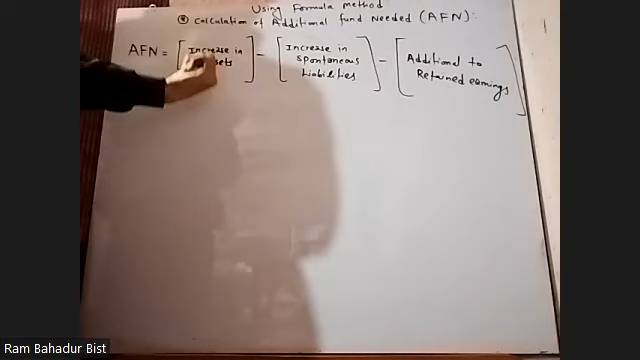 Using Formula Method
* Calculation of Additional fund Needed (AFN):
AFN = [Increase in sets] - [Increase in spontaneous Liabilities] - [Additional to Retained earnings]
Ram Bahadur Bist